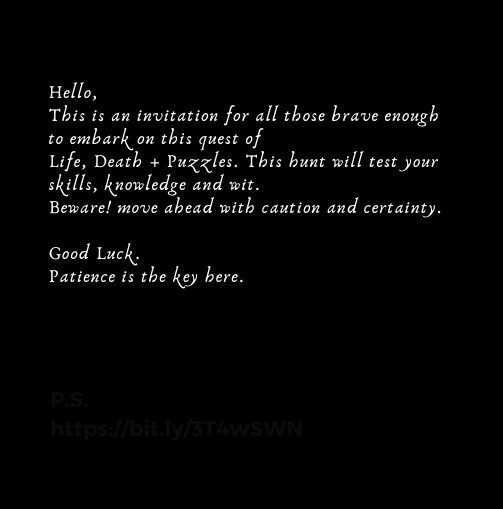 Hello,
This is an invitation for all those brave enough
to embark on this quest of
Life, Death + Puzzles. This hunt will test your
skills, knowledge and wit.
Beware! move ahead with caution and certainty.
Good Luck.
Patience is the key here.
P.S.
https://bit.ly/3T4wSWN